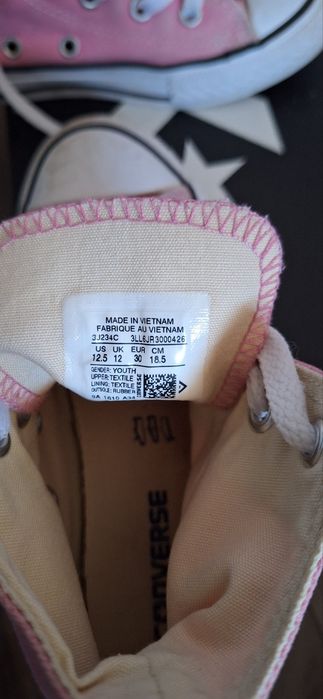 MADE IN VIETNAM
FABRIQUE AU VIETNAM
3J234C 3LL6JR3000426
US UK EUR CM
12.5 12 30 18.5
GENDER: YOUTH
UPPER: TEXTILE
LINING: TEXTILE
OUTSOLE: RUBBER
CONVERSE